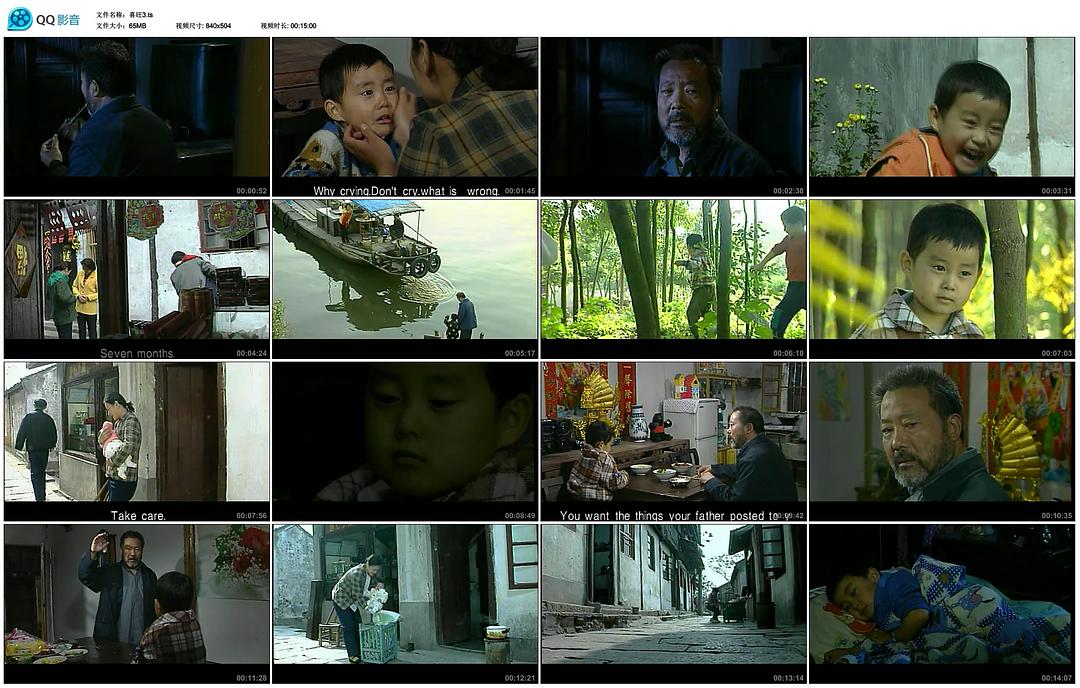 QQ 影音
文件名称: 喜旺3.ts
文件大小: 65MB
视频尺寸: 840x504
视频时长: 00:15:00
00:00:52
Why crying.Don't cry.what is wrong.
00:01:45
00:02:38
00:03:31
Seven months.
00:04:24
00:05:17
00:06:10
00:07:03
Take care.
00:07:56
00:08:49
You want the things your father posted to
00:09:42
00:10:35
00:11:28
00:12:21
00:13:14
00:14:07